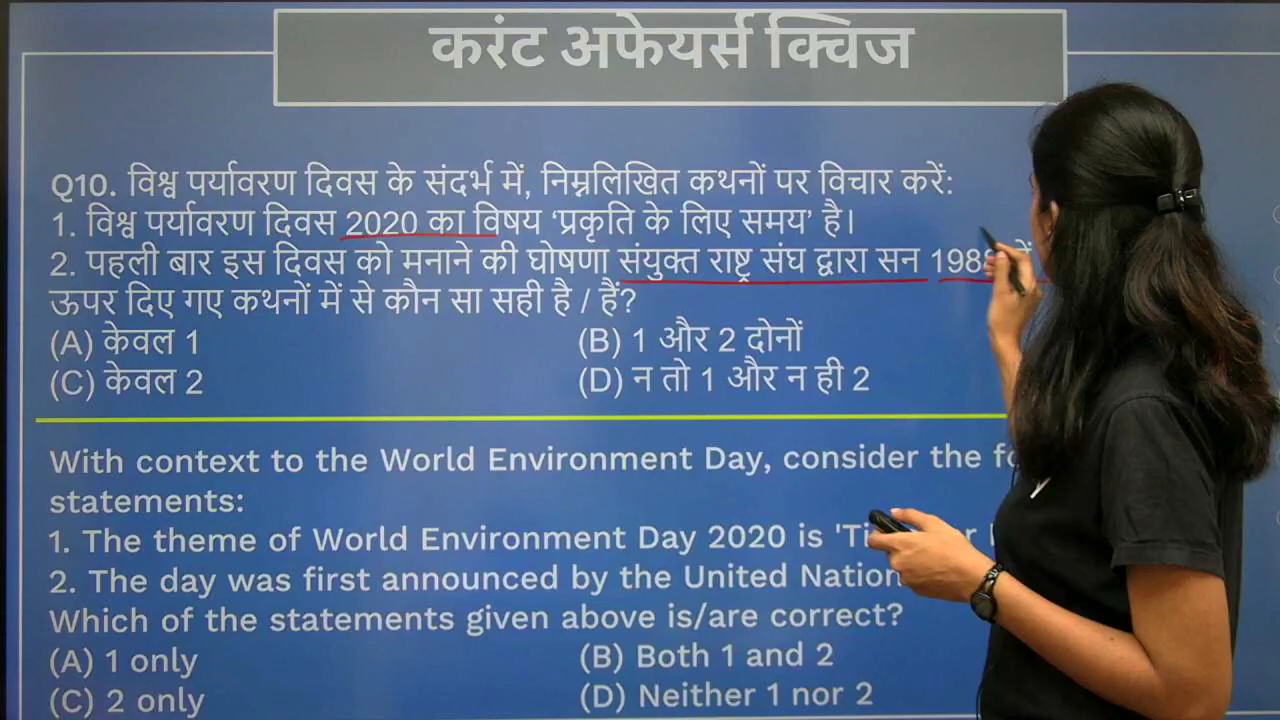 करंट अफेयर्स क्विज
Q10. विश्व पर्यावरण दिवस के संदर्भ में, निम्नलिखित कथनों पर विचार करें:
1. विश्व पर्यावरण दिवस 2020 का विषय ‘प्रकृति के लिए समय’ है।
2. पहली बार इस दिवस को मनाने की घोषणा संयुक्त राष्ट्र संघ द्वारा सन में
ऊपर दिए गए कथनों में से कौन सा सही है / हैं?
(A) केवल 1 (B) 1 और 2 दोनों
(C) केवल 2 (D) न तो 1 और न ही 2
With context to the World Environment Day, consider the
statements:
1. The theme of World Environment Day 2020 is
2. The day was first announced by the United
Which of the statements given above is/are correct?
(A) 1 only (B) Both 1 and 2
(C) 2 only (D) Neither 1 nor 2